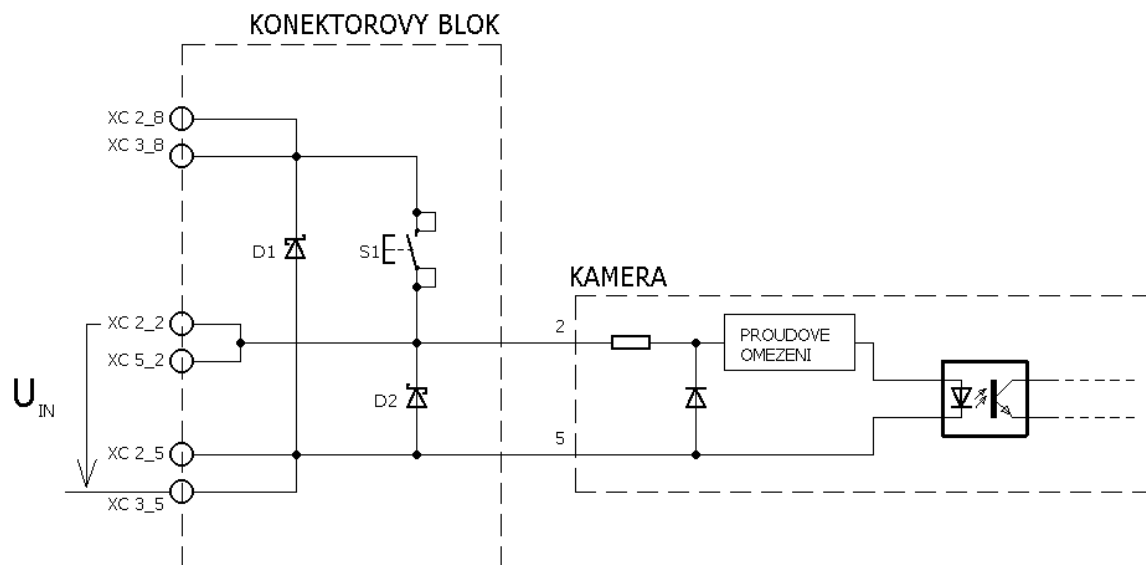 KONEKTOROVY BLOK
XC 2_8
XC 3_8
D1
S1
KAMERA
XC 2_2
2
PROUDOVE
OMEZENI
XC 5_2
U IN
D2
XC 2_5
5
XC 3_5